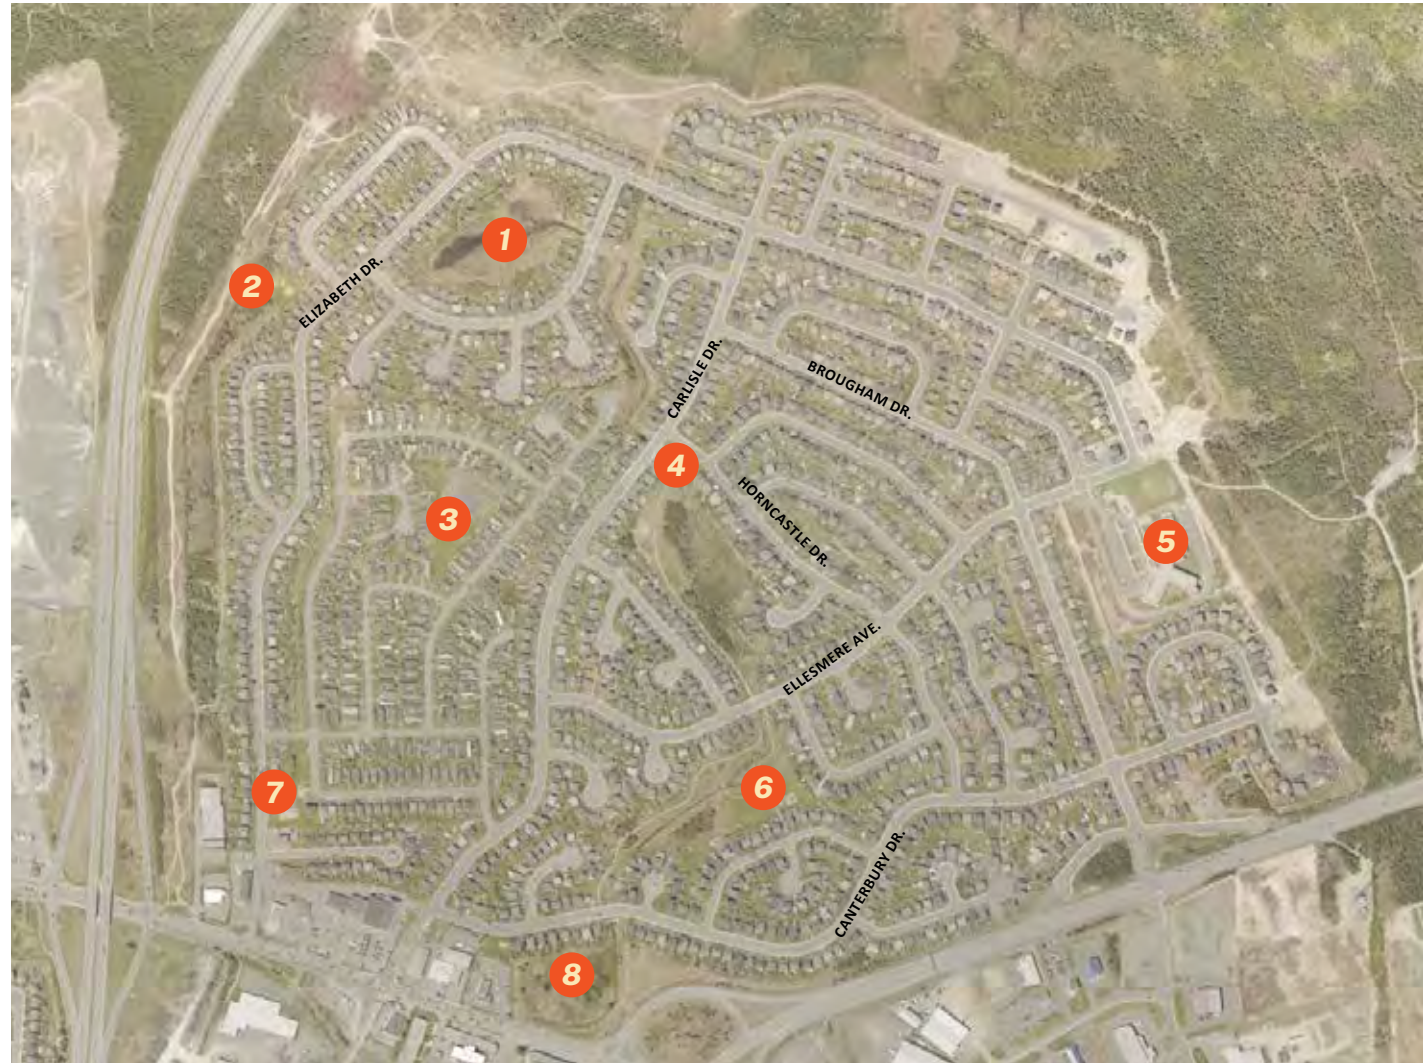 1
2
ELIZABETH DR.
CARLISLE DR.
BROUGHAM DR.
4
3
HORNCASTLE DR.
5
ELLESMERE AVE.
6
7
CANTERBURY DR.
8